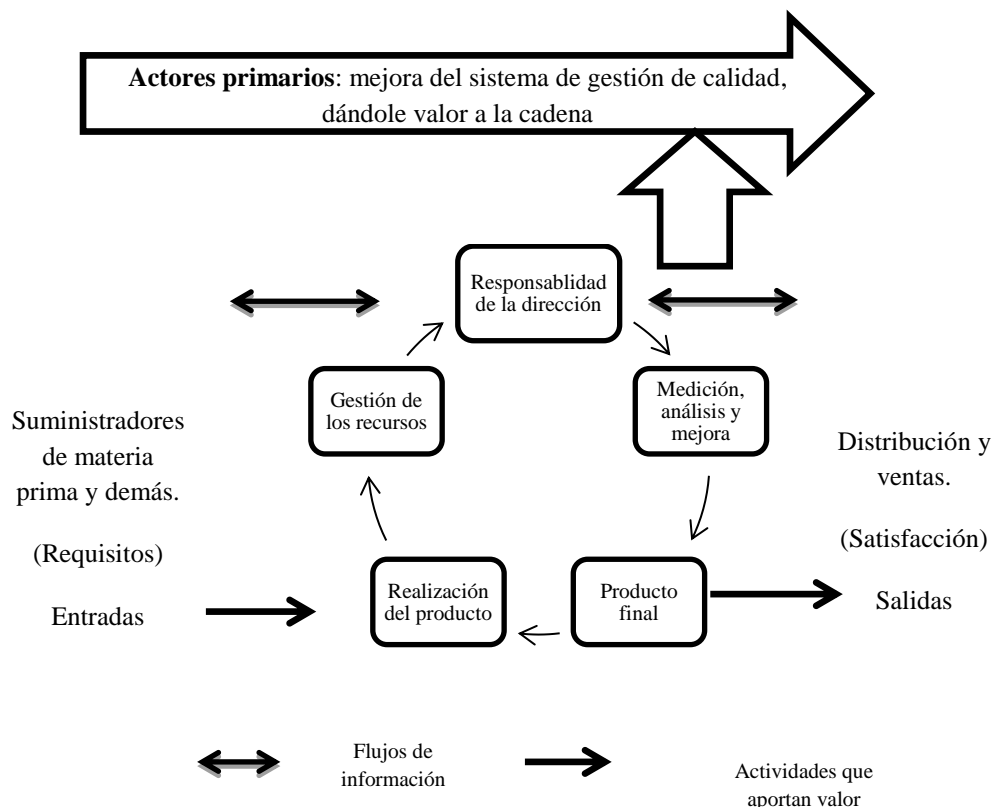 Actores primarios: mejora del sistema de gestión de calidad,
dándole valor a la cadena
Responsablidad
de la dirección
Gestión de
los recursos
Medición,
análisis y
mejora
Suministradores
de materia
prima y demás.
(Requisitos)
Entradas
Distribución y
ventas.
(Satisfacción)
Salidas
Realización
del producto
Producto
final
Flujos de
información
Actividades que
aportan valor